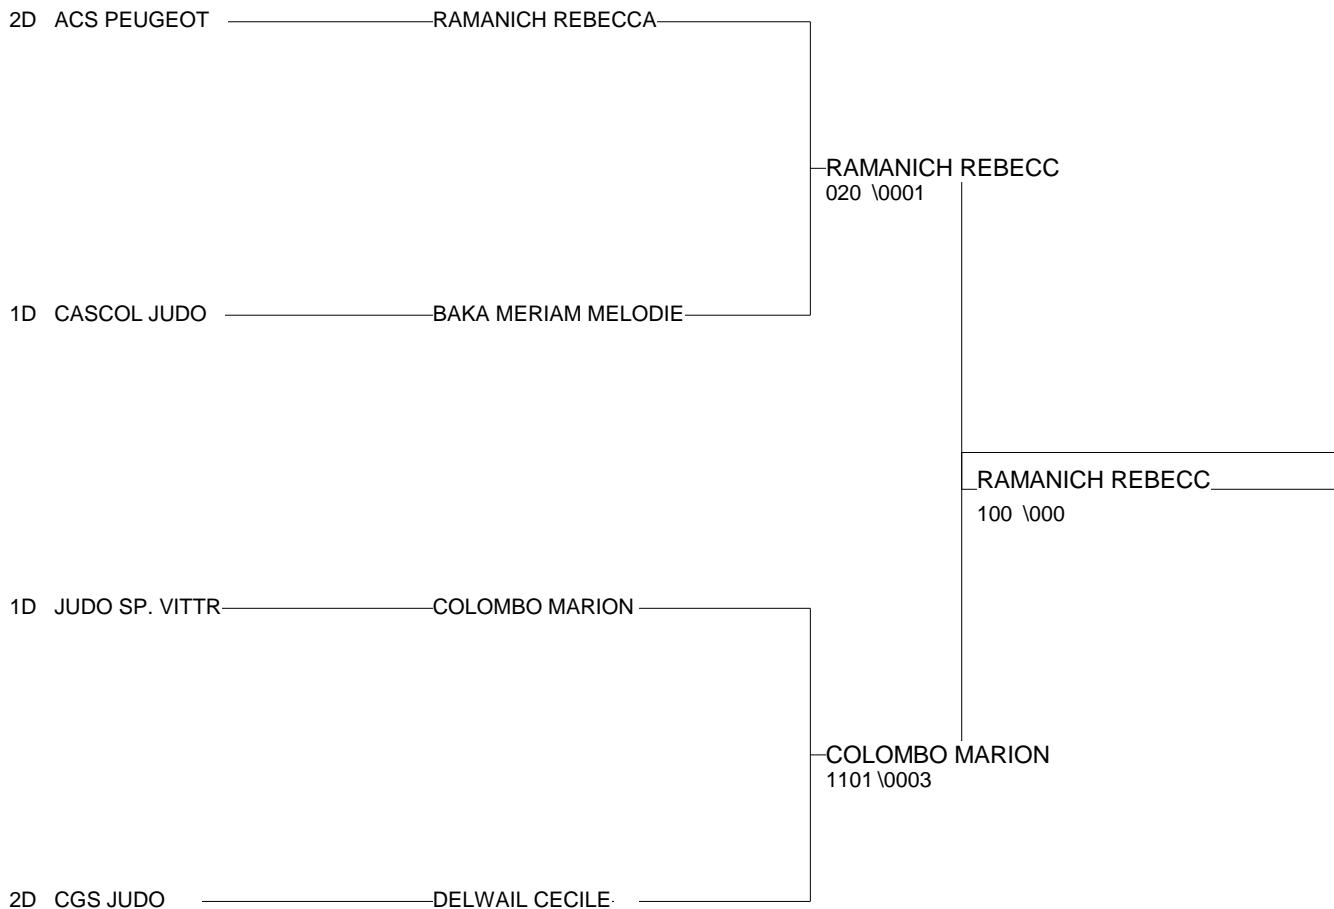 2D ACS PEUGEOT RAMANICH REBECCA
RAMANICH REBECC
020 \0001
1D CASCOL JUDO BAKA MERIAM MELODIE
RAMANICH REBECC
100 \000
1D JUDO SP. VITTR COLOMBO MARION
COLOMBO MARION
1101 \0003
2D CGS JUDO DELWAIL CECILE